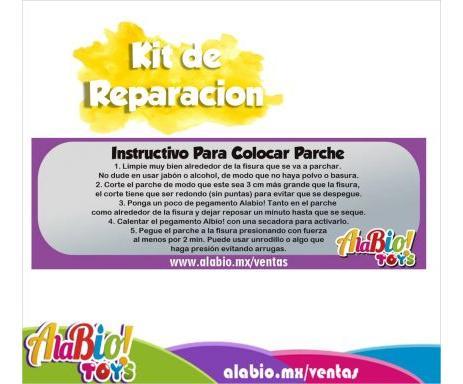 Kit de
Reparacion
Instructivo Para Colocar Parche
1. Limpie muy bien alrededor de la fisura que se va a parchar.
No dude en usar jabón o alcohol, de modo que no haya polvo o basura.
2. Corte el parche de modo que este sea 3 cm más grande que la fisura,
el corte tiene que ser redondo (sin puntas) para evitar que se despegue.
3. Ponga un poco de pegamento Alabio! Tanto en el parche
como alrededor de la fisura y dejar reposar un minuto hasta que se seque.
4. Calentar el pegamento Albio! con una secadora para activarlo.
5. Pegue el parche a la fisura presionando con fuerza
al menos por 2 min. Puede usar unrodillo o algo que
haga presión evitando arrugas.
AlaBio!
TOYS
www.alabio.mx/ventas
AlaBio!
TOYS
alabio.mx/ventas